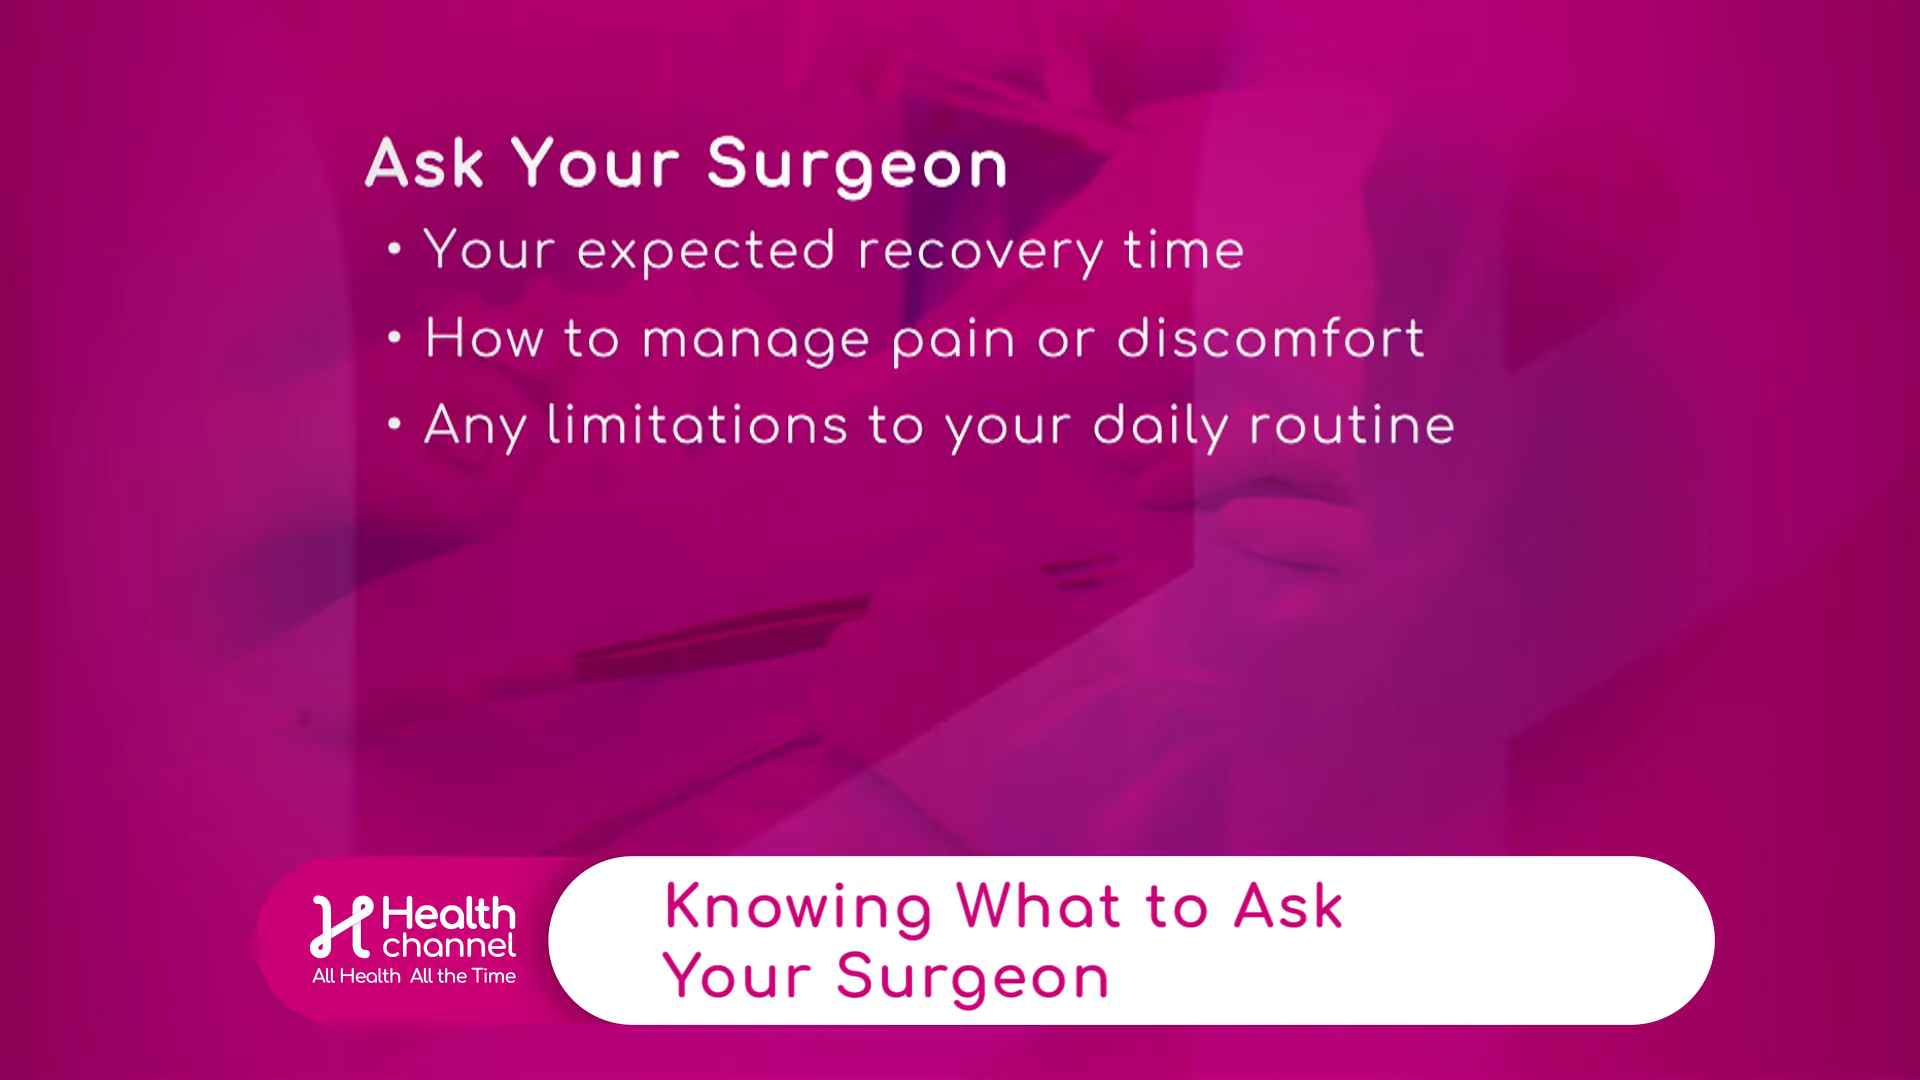 Ask Your Surgeon
• Your expected recovery time
• How to manage pain or discomfort
• Any limitations to your daily routine
Health
channel
All Health All the Time
Knowing What to Ask
Your Surgeon